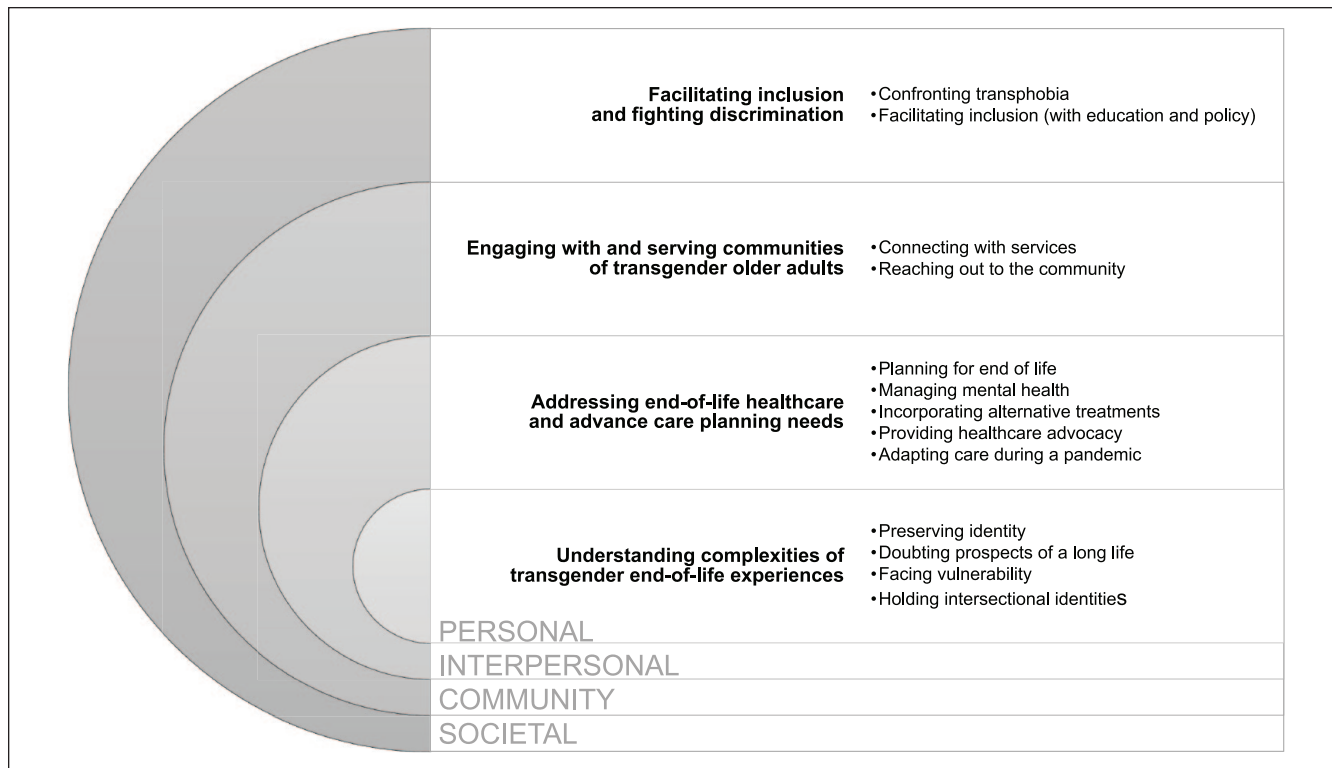 Facilitating inclusion
and fighting discrimination
•Confronting transphobia
•Facilitating inclusion (with education and policy)
Engaging with and serving communities
of transgender older adults
•Connecting with services
•Reaching out to the community
Addressing end-of-life healthcare
and advance care planning needs
•Planning for end of life
•Managing mental health
•Incorporating alternative treatments
•Providing healthcare advocacy
•Adapting care during a pandemic
Understanding complexities of
transgender end-of-life experiences
•Preserving identity
•Doubting prospects of a long life
•Facing vulnerability
•Holding intersectional identities
PERSONAL
INTERPERSONAL
COMMUNITY
SOCIETAL